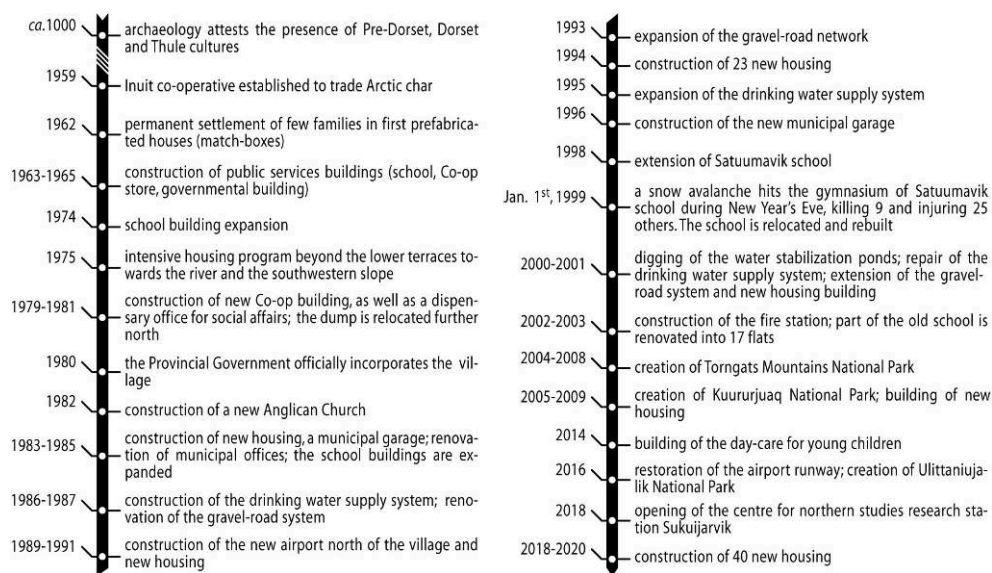 ca.1000 archaeology attests the presence of Pre-Dorset, Dorset
and Thule cultures
1959 Inuit co-operative established to trade Arctic char
1962 permanent settlement of few families in first prefabrica-
ted houses (match-boxes)
1963-1965 construction of public services buildings (school, Co-op
store, governmental building)
1974 school building expansion
1975 intensive housing program beyond the lower terraces to-
wards the river and the southwestern slope
1979-1981 construction of new Co-op building, as well as a dispen-
sary office for social affairs; the dump is relocated further
north
1980 the Provincial Government officially incorporates the vil-
lage
1982 construction of a new Anglican Church
1983-1985 construction of new housing, a municipal garage; renova-
tion of municipal offices; the school buildings are ex-
panded
1986-1987 construction of the drinking water supply system; reno-
vation of the gravel-road system
1989-1991 construction of the new airport north of the village and
new housing
1993 expansion of the gravel-road network
1994 construction of 23 new housing
1995 expansion of the drinking water supply system
1996 construction of the new municipal garage
1998 extension of Satuumavik school
Jan. 1st, 1999 a snow avalanche hits the gymnasium of Satuumavik
school during New Year's Eve, killing 9 and injuring 25
others. The school is relocated and rebuilt
2000-2001 digging of the water stabilization ponds; repair of the
drinking water supply system; extension of the gravel-
road system and new housing building
2002-2003 construction of the fire station; part of the old school is
renovated into 17 flats
2004-2008 creation of Torngats Mountains National Park
2005-2009 creation of Kuururjuaq National Park; building of new
housing
2014 building of the day-care for young children
2016 restoration of the airport runway; creation of Ulittaniuja-
lik National Park
2018 opening of the centre for northern studies research sta-
tion Sukuijarvik
2018-2020 construction of 40 new housing